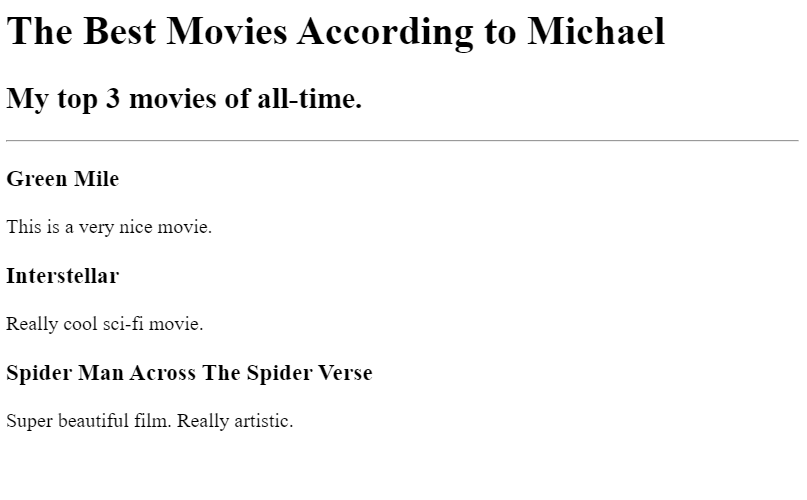 The Best Movies According to Michael
My top 3 movies of all-time.
Green Mile
This is a very nice movie.
Interstellar
Really cool sci-fi movie.
Spider Man Across The Spider Verse
Super beautiful film. Really artistic.